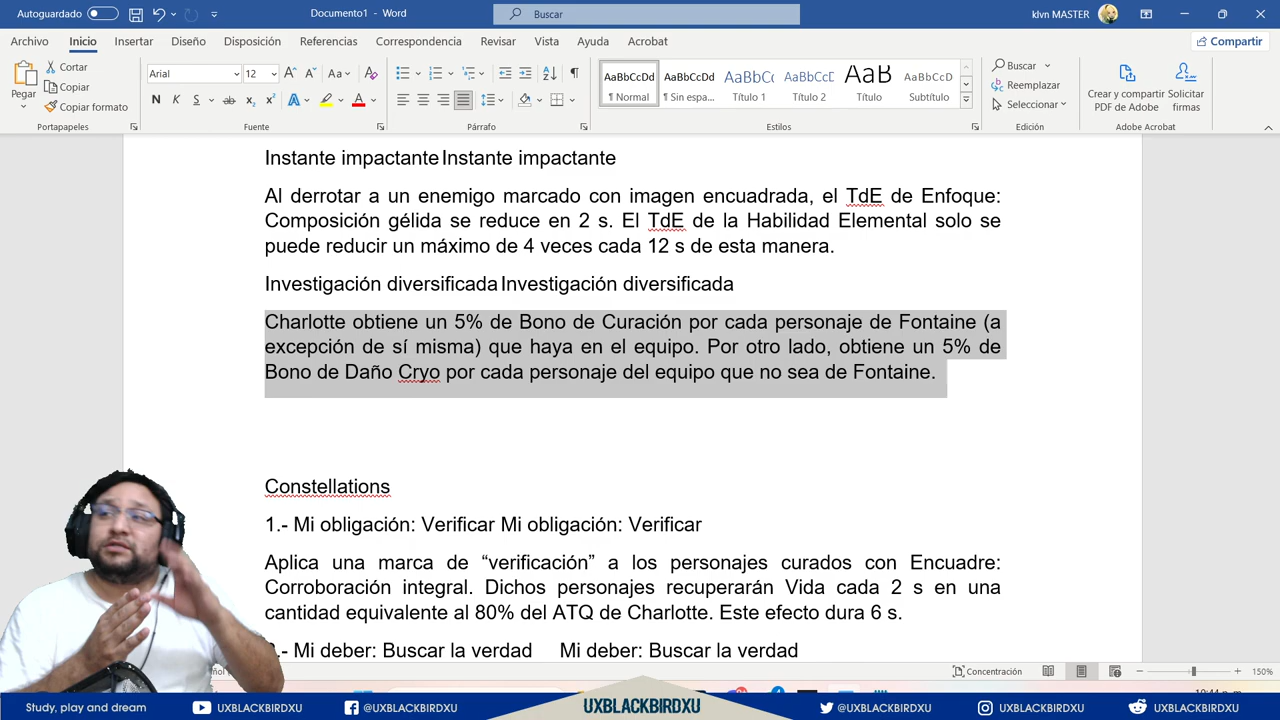 Autoguardado
Documento1 - Word
Buscar
klvn MASTER
Archivo Inicio Insertar Diseño Disposición Referencias Correspondencia Revisar Vista Ayuda Acrobat
Compartir
Pegar
Cortar
Copiar
Copiar formato
Portapapeles
Arial 12
Aa
N K S ab x₂ x² A A
Fuente
Párrafo
AaBbCcDd AaBbCcDd AaBbCc AaBbCcD AaB AaBbCcD
¶ Normal ¶ Sin espa... Título 1 Título 2 Título Subtítulo
Estilos
Buscar
Reemplazar
Seleccionar
Edición
Crear y compartir PDF de Adobe
Solicitar firmas
Adobe Acrobat
Instante impactante Instante impactante
Al derrotar a un enemigo marcado con imagen encuadrada, el TdE de Enfoque:
Composición gélida se reduce en 2 s. El TdE de la Habilidad Elemental solo se
puede reducir un máximo de 4 veces cada 12 s de esta manera.
Investigación diversificada Investigación diversificada
Charlotte obtiene un 5% de Bono de Curación por cada personaje de Fontaine (a
excepción de sí misma) que haya en el equipo. Por otro lado, obtiene un 5% de
Bono de Daño Cryo por cada personaje del equipo que no sea de Fontaine.
Constellations
1.- Mi obligación: Verificar Mi obligación: Verificar
Aplica una marca de “verificación” a los personajes curados con Encuadre:
Corroboración integral. Dichos personajes recuperarán Vida cada 2 s en una
cantidad equivalente al 80% del ATQ de Charlotte. Este efecto dura 6 s.
.- Mi deber: Buscar la verdad Mi deber: Buscar la verdad
Concentración
150%
Study, play and dream
UXBLACKBIRDXU
@UXBLACKBIRDXU
UXBLACKBIRDXU
@UXBLACKBIRDXU
UXBLACKBIRDXU
UXBLACKBIRDXU